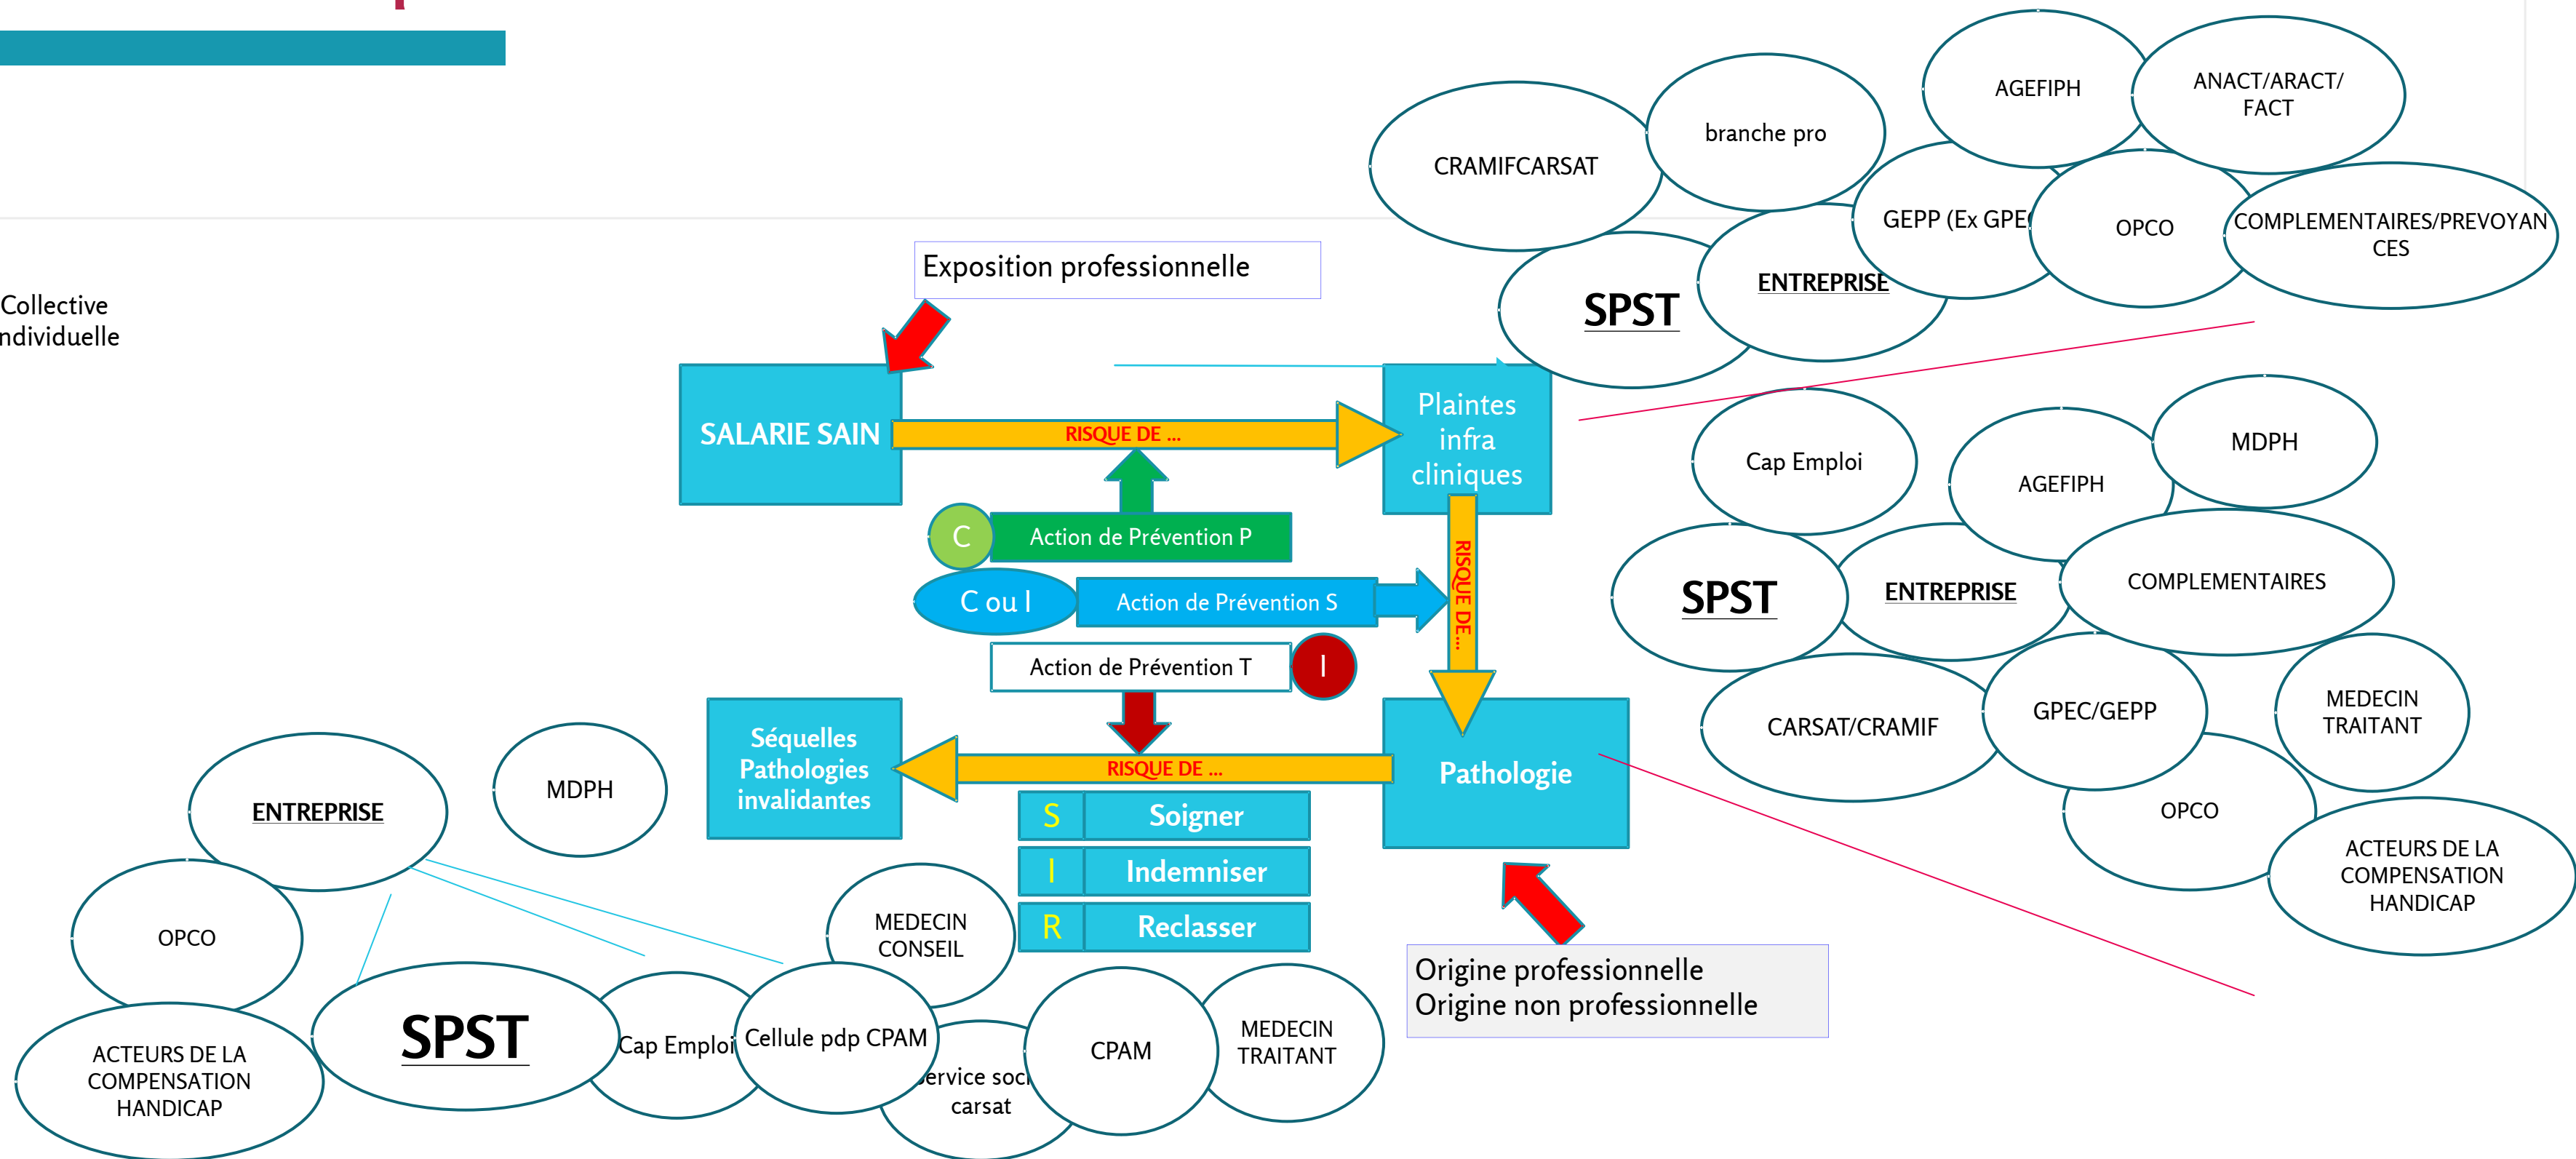 Collective
ndividuelle
Exposition professionnelle
CRAMIFCARSAT
branche pro
AGEFIPH
ANACT/ARACT/
FACT
SPST
ENTREPRISE
GEPP (Ex GPE
OPCO
COMPLEMENTAIRES/PREVOYAN
CES
SALARIE SAIN
RISQUE DE ...
Plaintes
infra
cliniques
C
Action de Prévention P
C ou I
Action de Prévention S
Action de Prévention T
I
RISQUE DE...
Séquelles
Pathologies
invalidantes
RISQUE DE ...
Pathologie
S
Soigner
I
Indemniser
R
Reclasser
Origine professionnelle
Origine non professionnelle
Cap Emploi
AGEFIPH
MDPH
SPST
ENTREPRISE
COMPLEMENTAIRES
CARSAT/CRAMIF
GPEC/GEPP
MEDECIN
TRAITANT
OPCO
ACTEURS DE LA
COMPENSATION
HANDICAP
ENTREPRISE
MDPH
OPCO
ACTEURS DE LA
COMPENSATION
HANDICAP
SPST
Cap Emploi
Cellule pdp CPAM
MEDECIN
CONSEIL
ervice soci
carsat
CPAM
MEDECIN
TRAITANT